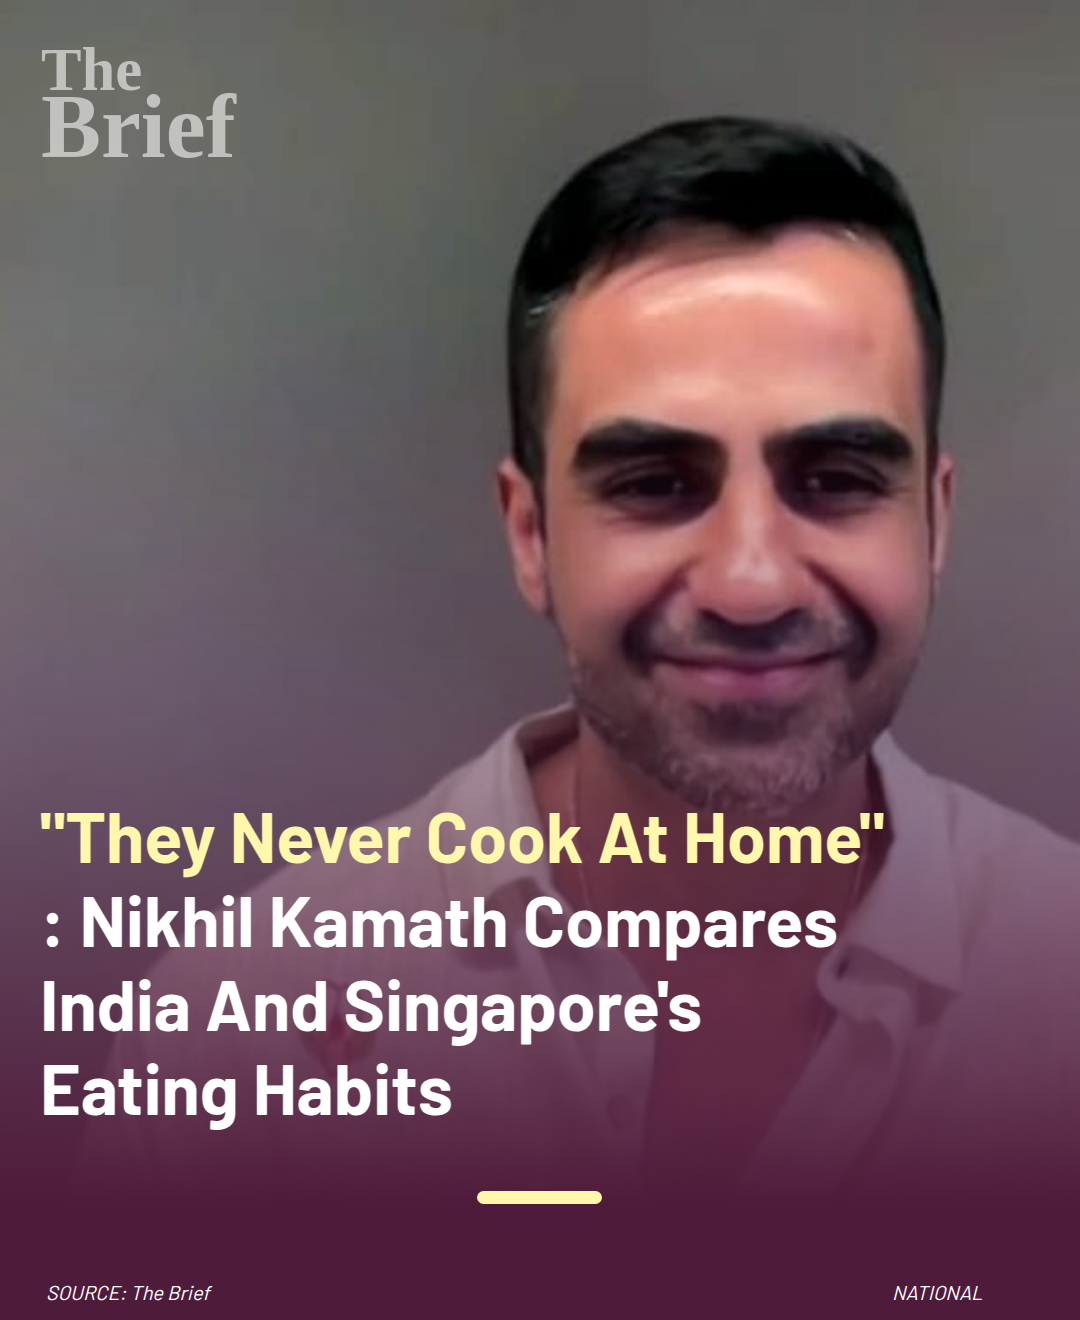 The
Brief
"They Never Cook At Home"
: Nikhil Kamath Compares
India And Singapore's
Eating Habits
SOURCE: The Brief
NATIONAL